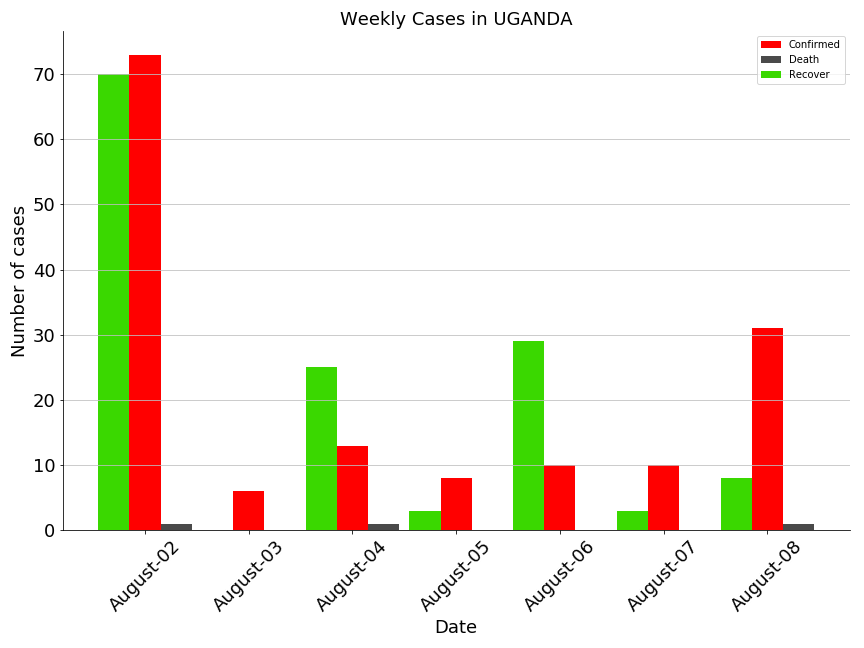 Weekly Cases in UGANDA
Confirmed
Death
Recover
Number of cases
70
60
50
40
30
20
10
0
August-02
August-03
August-04
August-05
August-06
August-07
August-08
Date